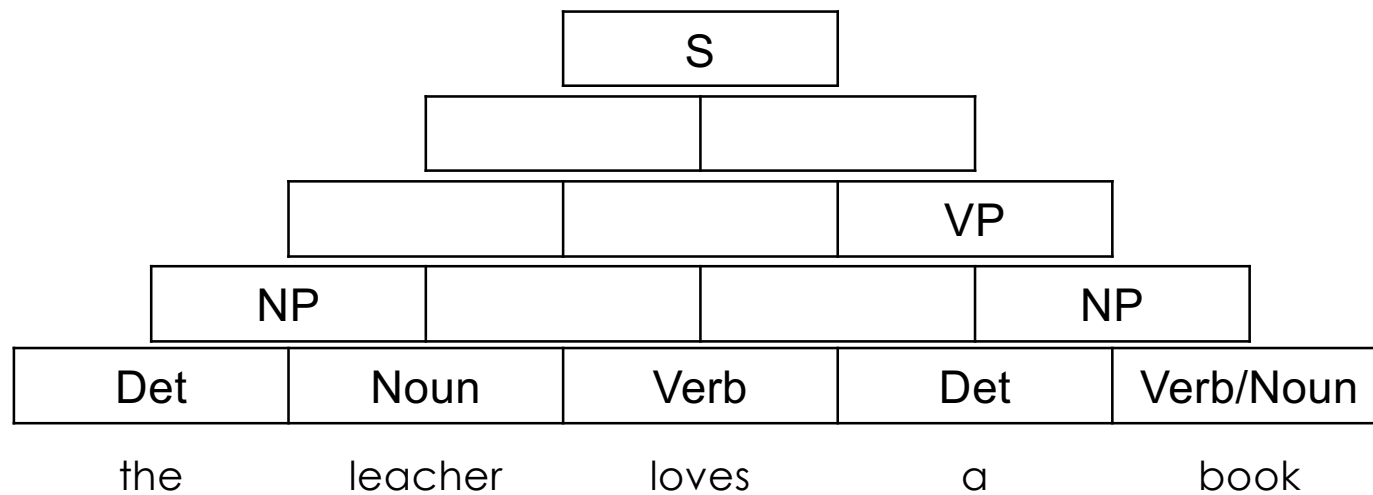 S
VP
NP NP
Det Noun Verb Det Verb/Noun
the leacher loves a book